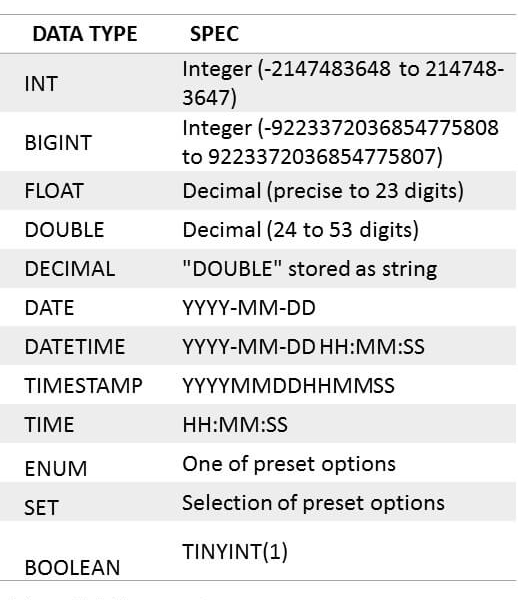 DATA TYPE SPEC
INT Integer (-2147483648 to 214748-
3647)
BIGINT Integer (-9223372036854775808
to 9223372036854775807)
FLOAT Decimal (precise to 23 digits)
DOUBLE Decimal (24 to 53 digits)
DECIMAL "DOUBLE" stored as string
DATE YYYY-MM-DD
DATETIME YYYY-MM-DD HH:MM:SS
TIMESTAMP YYYYMMDDHHMMSS
TIME HH:MM:SS
ENUM One of preset options
SET Selection of preset options
BOOLEAN TINYINT(1)